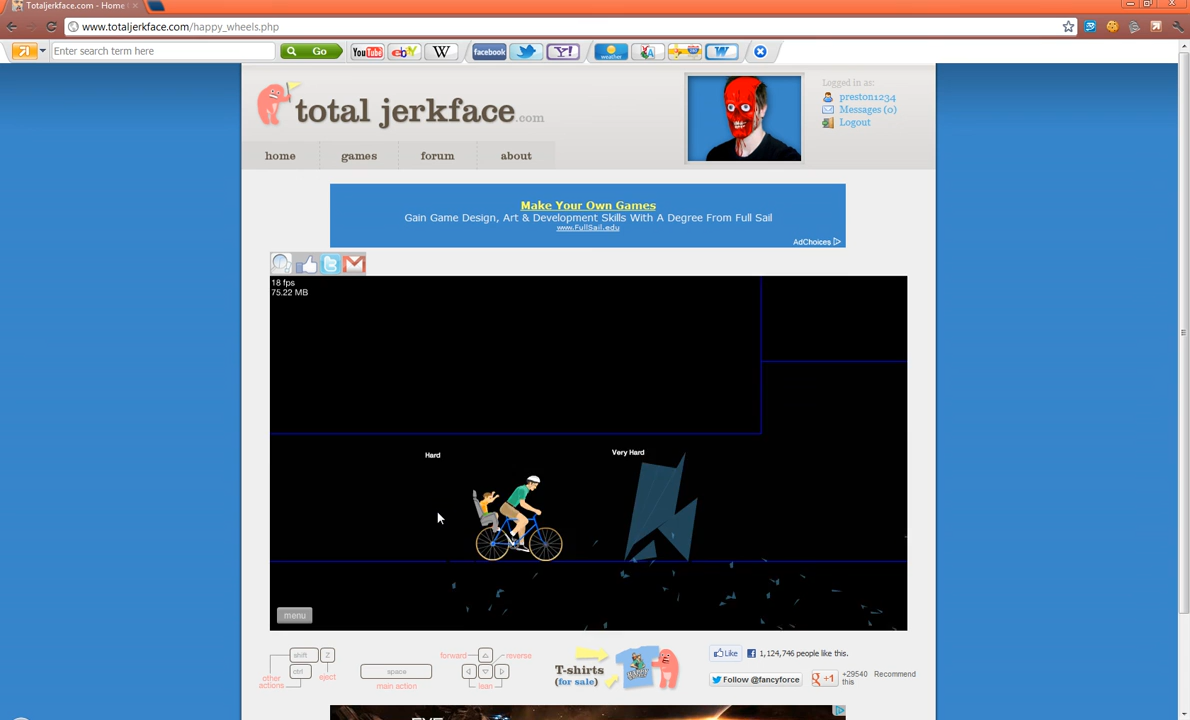 Totaljerkface.com - Home
www.totaljerkface.com/happy_wheels.php
Enter search term here
Go
YouTube
ebY
W
facebook
Y!
weather
W
total jerkface.com
Logged in as:
preston1234
Messages (0)
Logout
home
games
forum
about
Make Your Own Games
Gain Game Design, Art & Development Skills With A Degree From Full Sail
www.FullSail.edu
AdChoices
18 fps
75.22 MB
Hard
Very Hard
menu
shift
Z
ctrl
eject
other
actions
space
main action
forward
reverse
lean
T-shirts
(for sale)
Like
1,124,746 people like this.
Follow @fancyforce
+1
+29540 Recommend
this